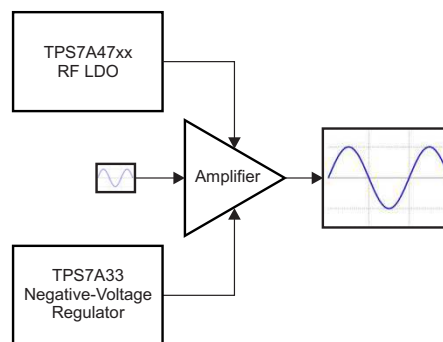 TPS7A47xx
RF LDO
Amplifier
TPS7A33
Negative-Voltage
Regulator